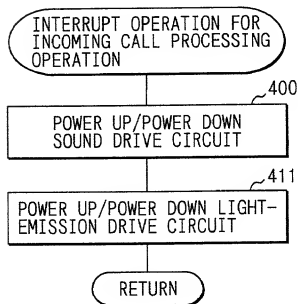 INTERRUPT OPERATION FOR
INCOMING CALL PROCESSING
OPERATION
400
POWER UP/POWER DOWN
SOUND DRIVE CIRCUIT
411
POWER UP/POWER DOWN LIGHT-
EMISSION DRIVE CIRCUIT
RETURN